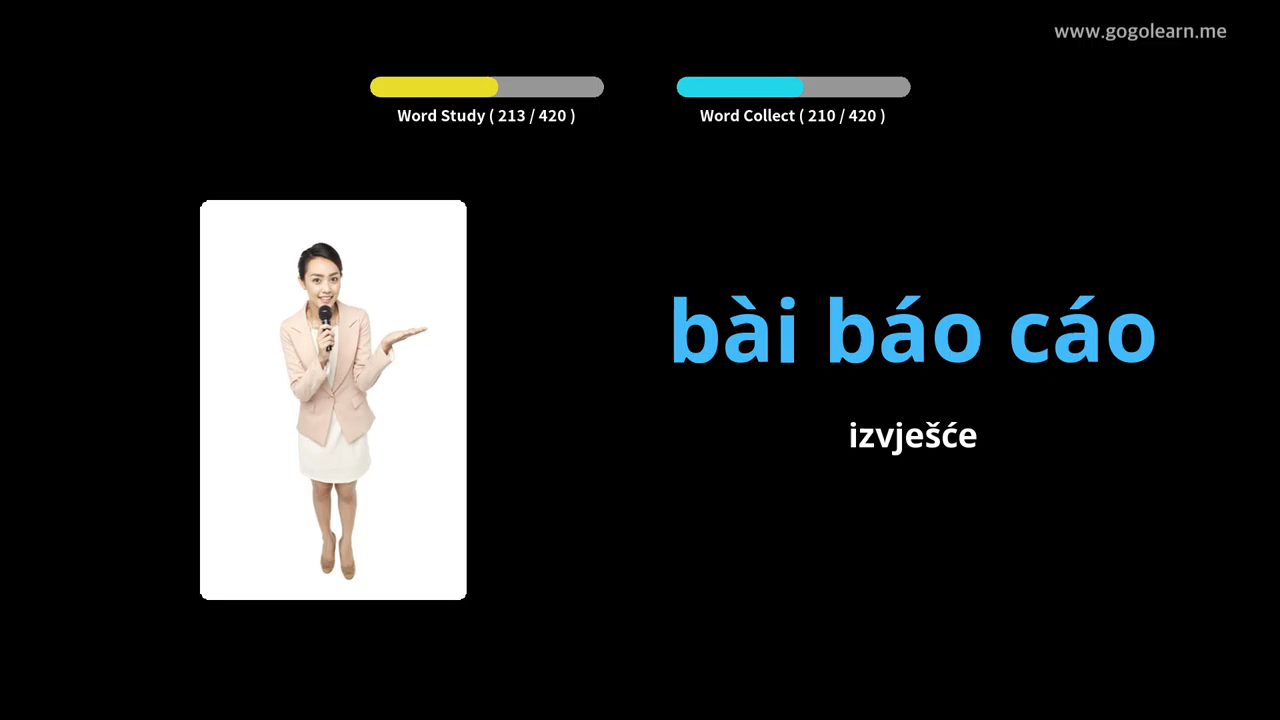 www.gogolearn.me
Word Study ( 213 / 420 )
Word Collect ( 210 / 420 )
bài báo cáo
izvješće